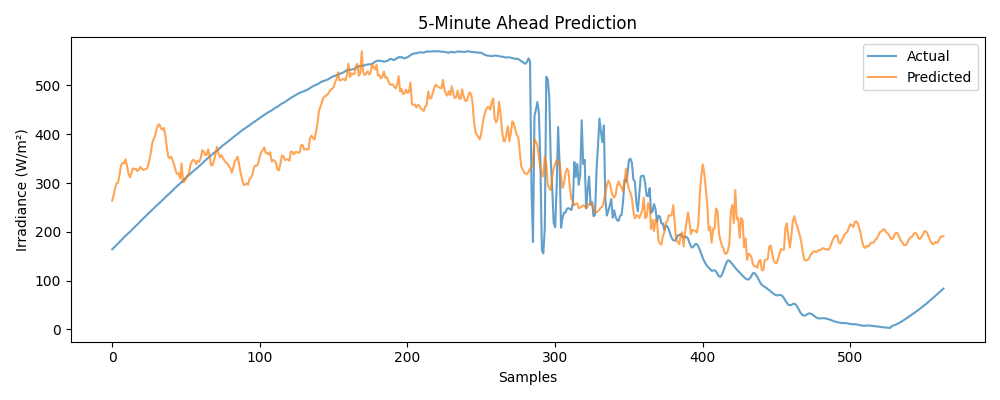 5-Minute Ahead Prediction
Irradiance (W/m²)
500
400
300
200
100
0
Actual
Predicted
0 100 200 300 400 500
Samples